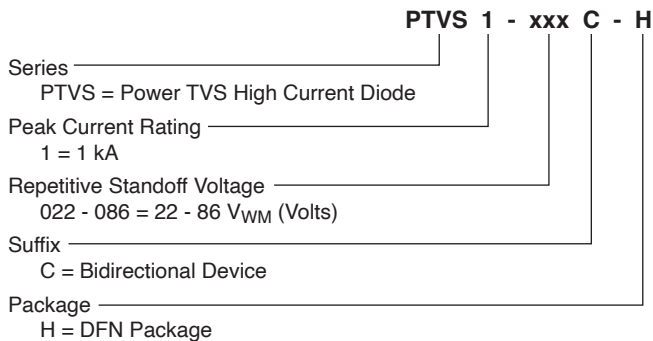 PTVS 1 - xxx C - H
Series
PTVS = Power TVS High Current Diode
Peak Current Rating
1 = 1 kA
Repetitive Standoff Voltage
022 - 086 = 22 - 86 VWM (Volts)
Suffix
C = Bidirectional Device
Package
H = DFN Package